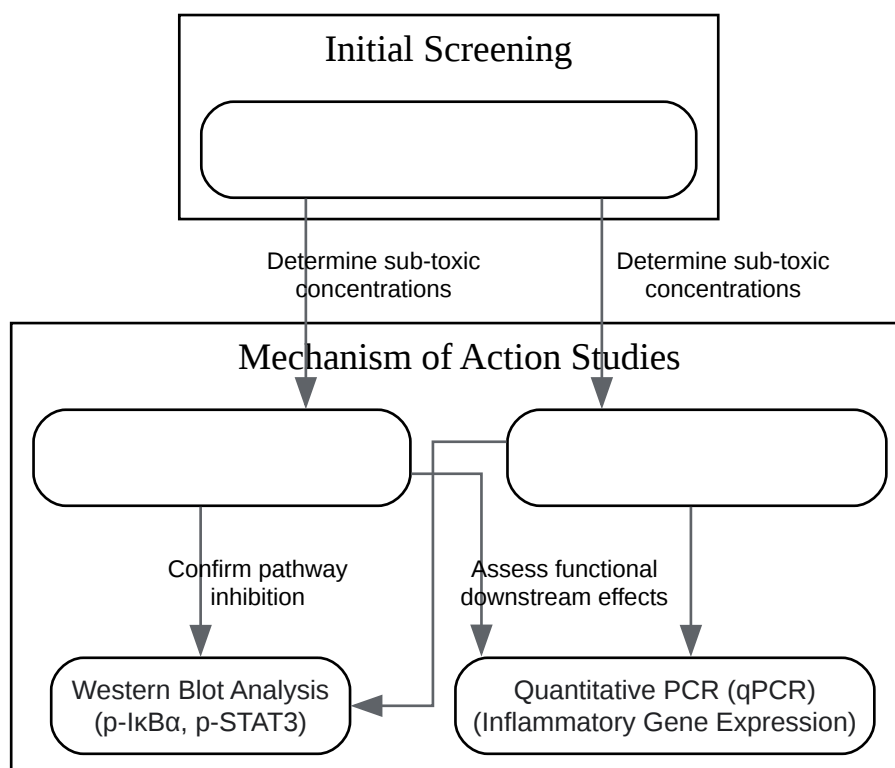 Initial Screening
Determine sub-toxic
concentrations
Determine sub-toxic
concentrations
Mechanism of Action Studies
Confirm pathway
inhibition
Assess functional
downstream effects
Western Blot Analysis
(p-IκBα, p-STAT3)
Quantitative PCR (qPCR)
(Inflammatory Gene Expression)